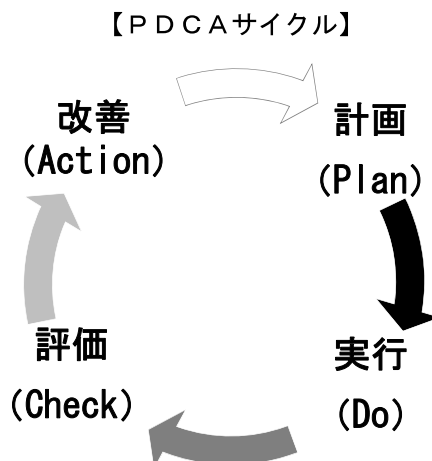 【ＰＤＣＡサイクル】
改善
(Action)
計画
(Plan)
評価
(Check)
実行
(Do)